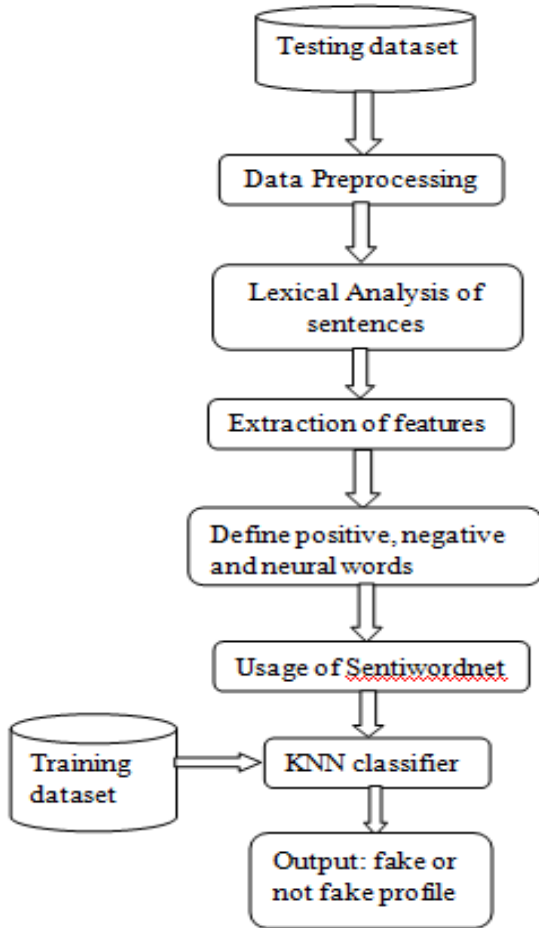 Testing dataset
Data Preprocessing
Lexical Analysis of
sentences
Extraction of features
Define positive, negative
and neural words
Usage of Sentiwordnet
Training
dataset
KNN classifier
Output: fake or
not fake profile